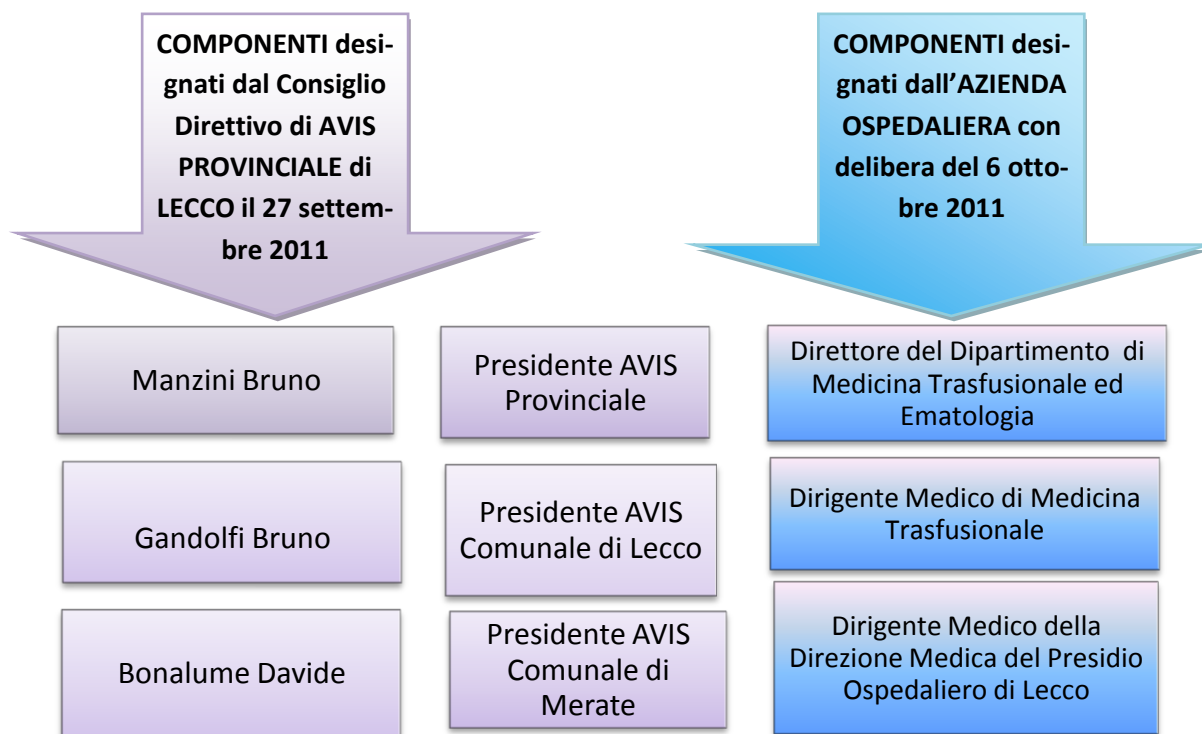 COMPONENTI desi-
gnati dal Consiglio
Direttivo di AVIS
PROVINCIALE di
LECCO il 27 settem-
bre 2011
COMPONENTI desi-
gnati dall’AZIENDA
OSPEDALIERA con
delibera del 6 otto-
bre 2011
Manzini Bruno
Presidente AVIS
Provinciale
Direttore del Dipartimento di
Medicina Trasfusionale ed
Ematologia
Gandolfi Bruno
Presidente AVIS
Comunale di Lecco
Dirigente Medico di Medicina
Trasfusionale
Bonalume Davide
Presidente AVIS
Comunale di
Merate
Dirigente Medico della
Direzione Medica del Presidio
Ospedaliero di Lecco